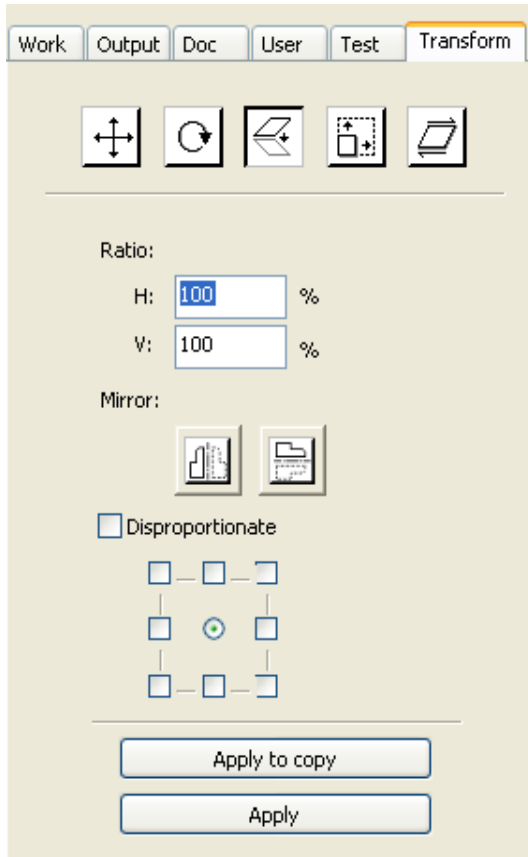 Work Output Doc User Test Transform
Ratio:
H: 100 %
V: 100 %
Mirror:
Disproportionate
Apply to copy
Apply